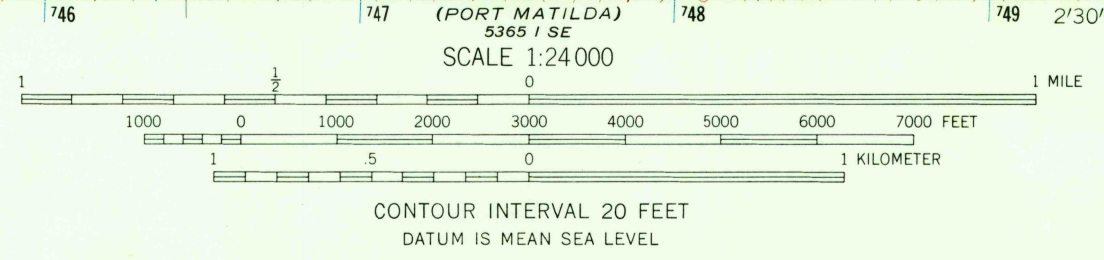 746 747 (PORT MATILDA) 748 749 2'30"
5365 I SE
SCALE 1:24 000
1 1/2 0 1 MILE
1000 0 1000 2000 3000 4000 5000 6000 7000 FEET
1 .5 0 1 KILOMETER
CONTOUR INTERVAL 20 FEET
DATUM IS MEAN SEA LEVEL